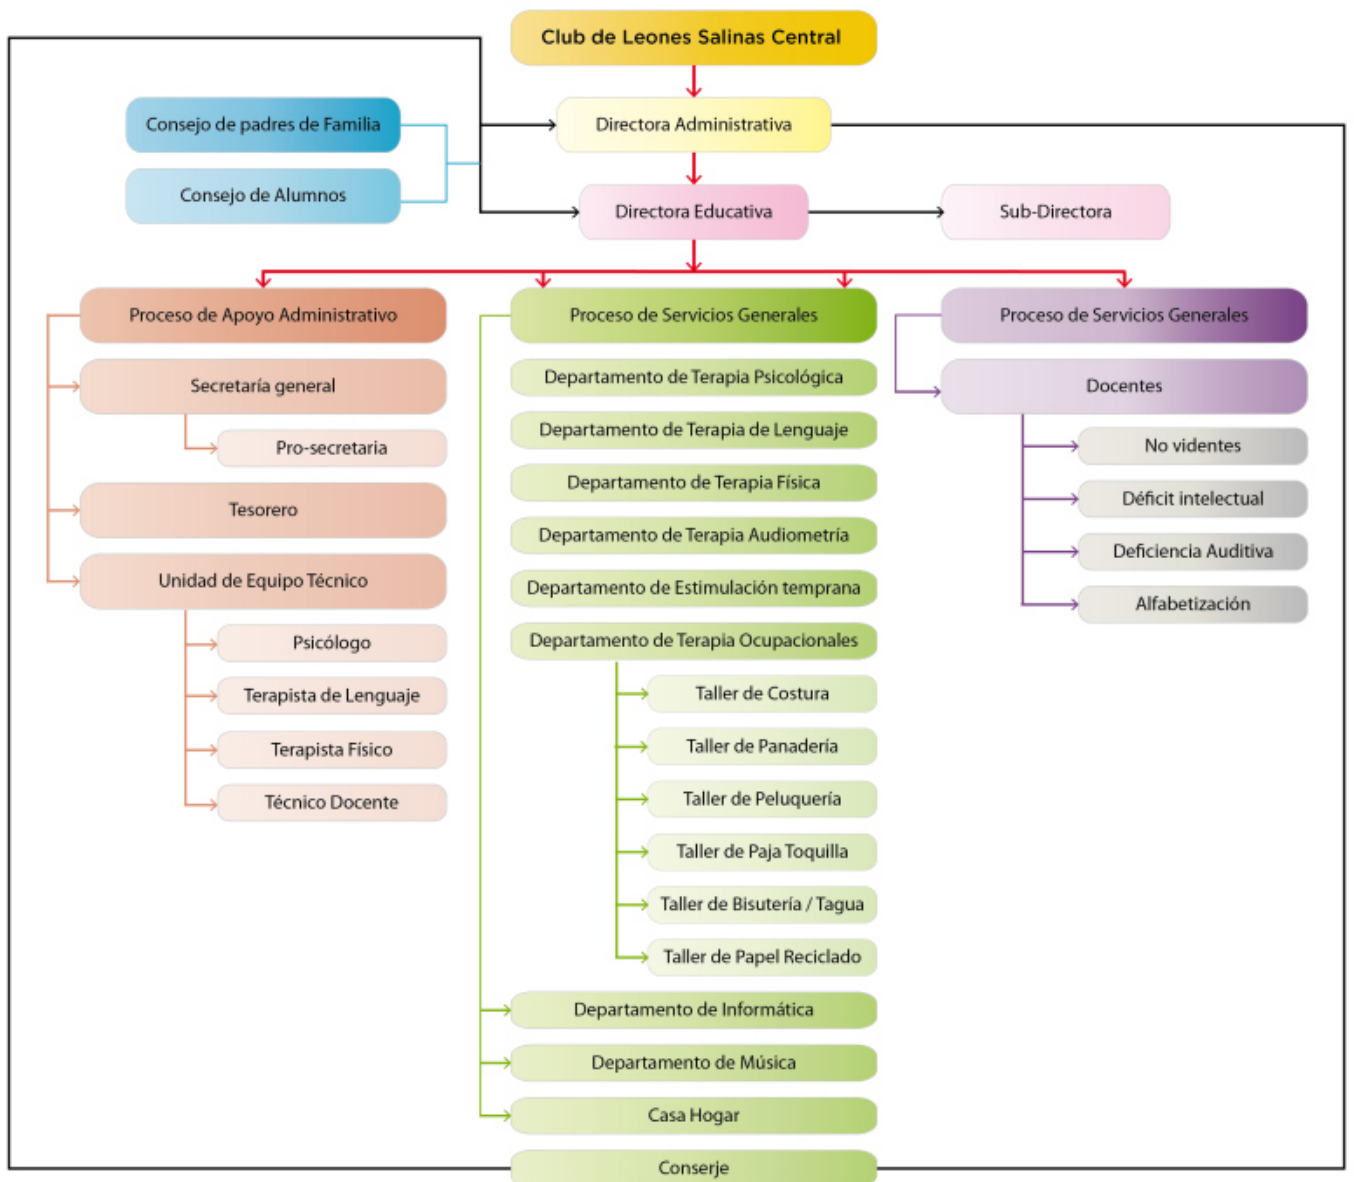 Club de Leones Salinas Central
Consejo de padres de Familia
Directora Administrativa
Consejo de Alumnos
Directora Educativa
Sub-Directora
Proceso de Apoyo Administrativo
Secretaría general
Pro-secretaria
Tesorero
Unidad de Equipo Técnico
Psicólogo
Terapista de Lenguaje
Terapista Físico
Técnico Docente
Proceso de Servicios Generales
Departamento de Terapia Psicológica
Departamento de Terapia de Lenguaje
Departamento de Terapia Física
Departamento de Terapia Audiometría
Departamento de Estimulación temprana
Departamento de Terapia Ocupacionales
Taller de Costura
Taller de Panadería
Taller de Peluquería
Taller de Paja Toquilla
Taller de Bisutería / Tagua
Taller de Papel Reciclado
Departamento de Informática
Departamento de Música
Casa Hogar
Conserje
Proceso de Servicios Generales
Docentes
No videntes
Déficit intelectual
Deficiencia Auditiva
Alfabetización